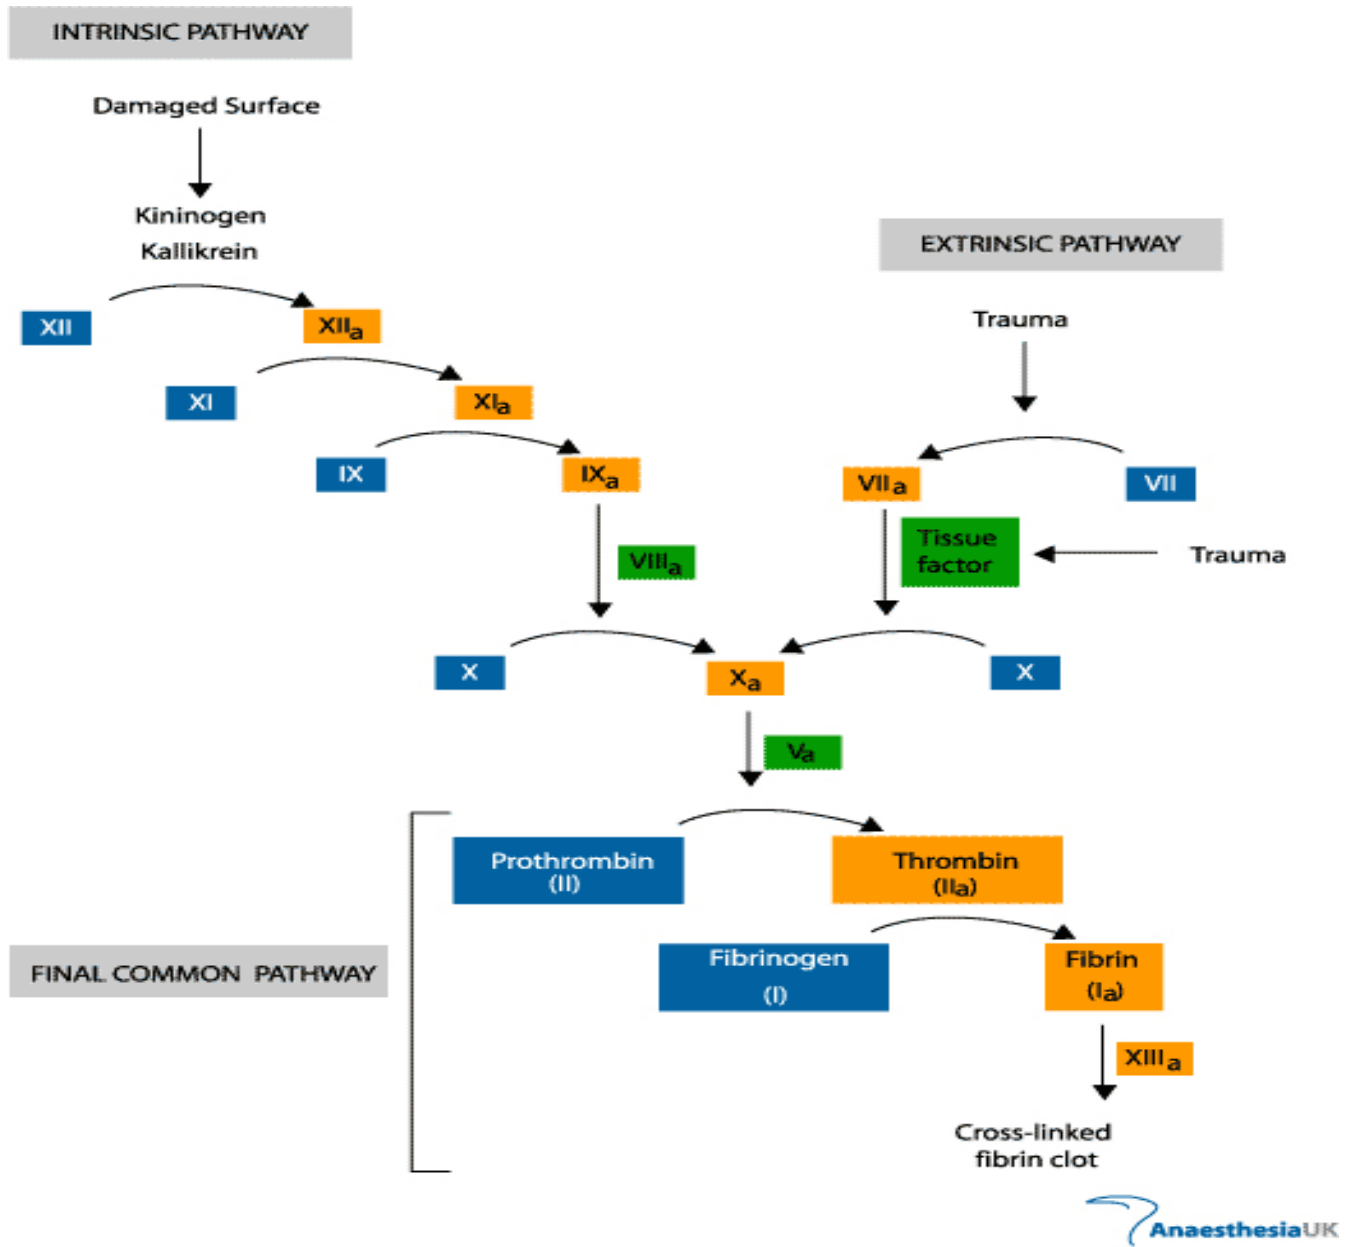 INTRINSIC PATHWAY
Damaged Surface
Kininogen
Kallikrein
EXTRINSIC PATHWAY
Trauma
XII
XIIa
XI
XIa
IX
IXa
VIIa
VII
Tissue
factor
Trauma
VIIIa
X
Xa
X
Va
Prothrombin
(II)
Thrombin
(IIa)
Fibrinogen
(I)
Fibrin
(Ia)
FINAL COMMON PATHWAY
XIIIa
Cross-linked
fibrin clot
AnaesthesiaUK